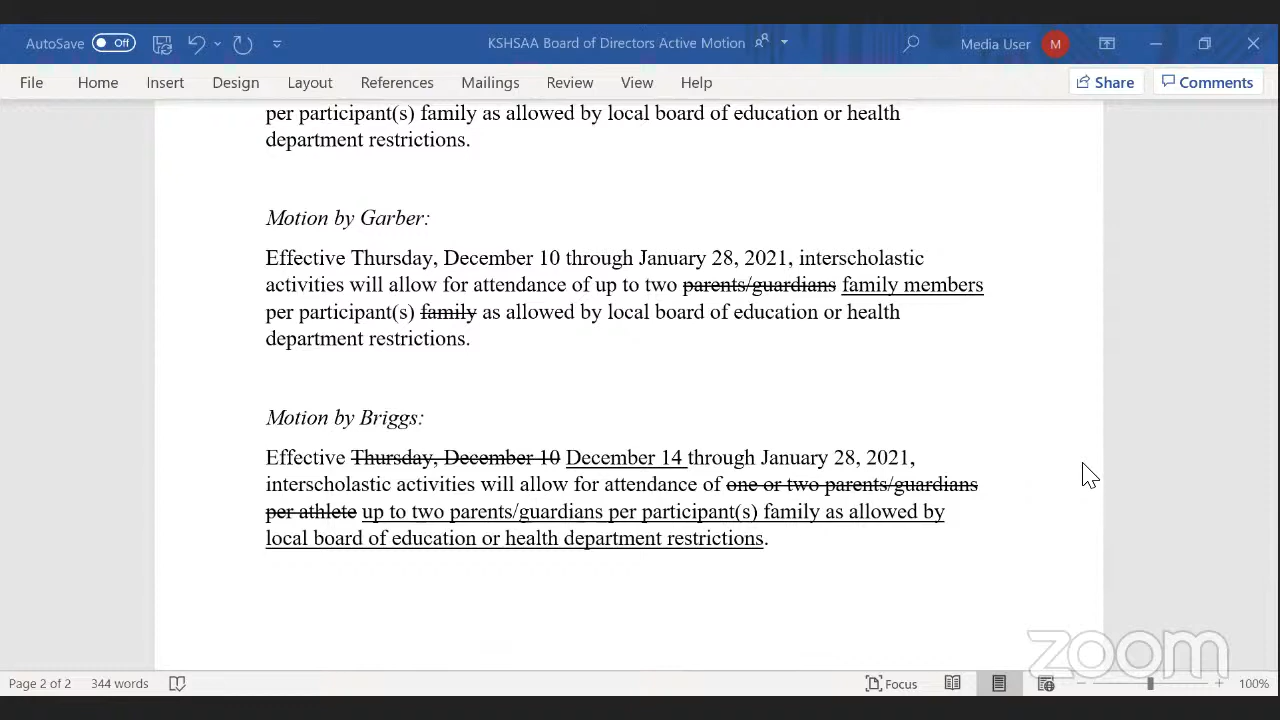 AutoSave Off KSHSAA Board of Directors Active Motion Media User M
File Home Insert Design Layout References Mailings Review View Help Share Comments
per participant(s) family as allowed by local board of education or health
department restrictions.
Motion by Garber:
Effective Thursday, December 10 through January 28, 2021, interscholastic
activities will allow for attendance of up to two parents/guardians family members
per participant(s) family as allowed by local board of education or health
department restrictions.
Motion by Briggs:
Effective Thursday, December 10 December 14 through January 28, 2021,
interscholastic activities will allow for attendance of one or two parents/guardians
per athlete up to two parents/guardians per participant(s) family as allowed by
local board of education or health department restrictions.
zoom
Page 2 of 2 344 words Focus 100%